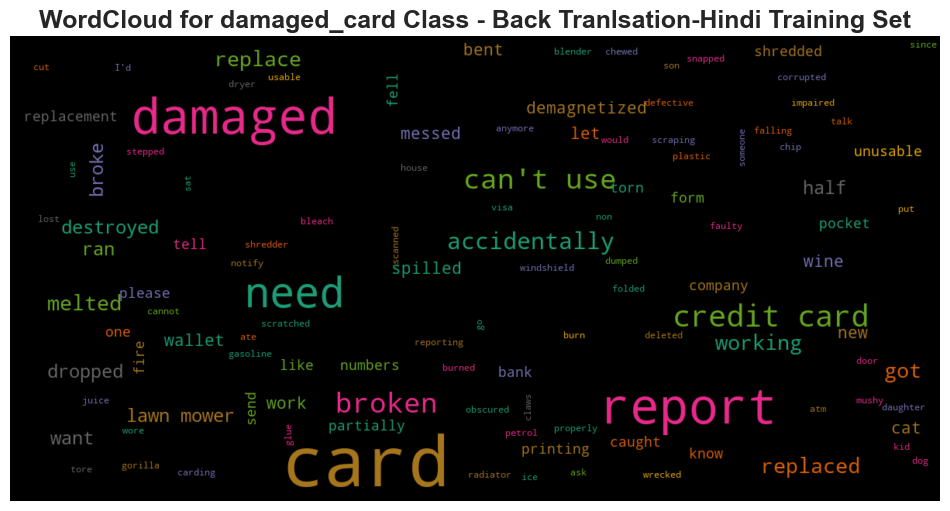 WordCloud for damaged_card Class - Back Tranlsation-Hindi Training Set
since
bent
blender
chewed
shredded
snapped
replace
cut
I'd
son
usable
corrupted
dryer
fell
damaged
demagnetized
defective
impaired
replacement
messed
anymore
let
would
scraping
falling
talk
someone
chip
unusable
stepped
broke
plastic
use
house
can't use
torn
half
sat
form
visa
put
lost
bleach
non
faulty
pocket
destroyed
tell
shredder
scanned
accidentally
ran
notify
spilled
windshield
dumped
wine
please
need
folded
company
melted
cannot
scratched
go
credit card
one
wallet
ate
reporting
burn
deleted
working
new
fire
gasoline
like
numbers
burned
bank
door
got
dropped
juice
lawn mower
send
work
broken
obscured
claws
report
atm
mushy
daughter
want
wore
glue
partially
properly
petrol
caught
cat
printing
know
kid
tore
gorilla
carding
card
radiator
ice
ask
wrecked
replaced
dog